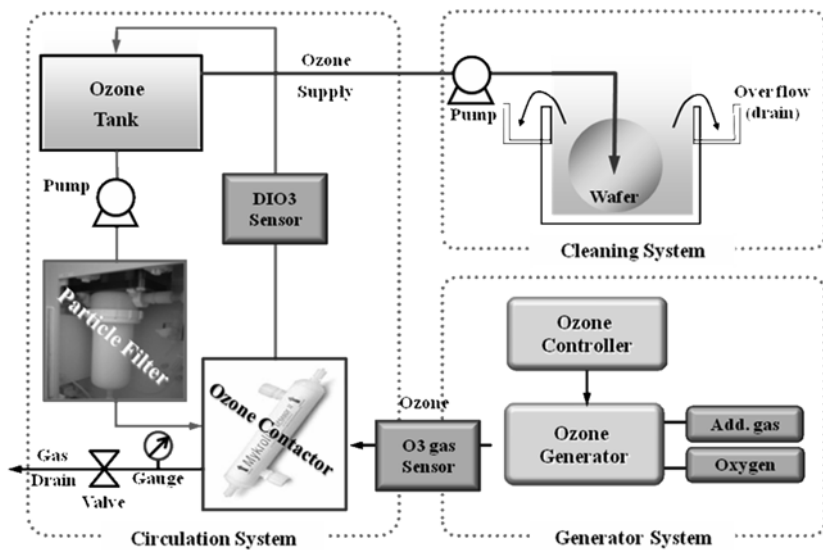 Ozone
Tank
Ozone
Supply
Pump
Over flow
(drain)
Wafer
Cleaning System
Pump
DIO3
Sensor
Particle Filter
Ozone Contactor
Ozone
O3 gas
Sensor
Gas
Drain
Valve
Gauge
Circulation System
Ozone
Controller
Ozone
Generator
Add. gas
Oxygen
Generator System